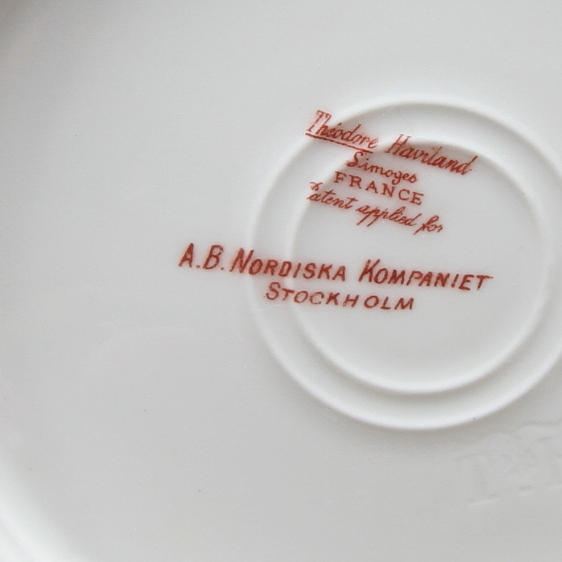 Théodore Haviland
Limoges
FRANCE
Patent applied for
A.B. NORDISKA KOMPANIET
STOCKHOLM